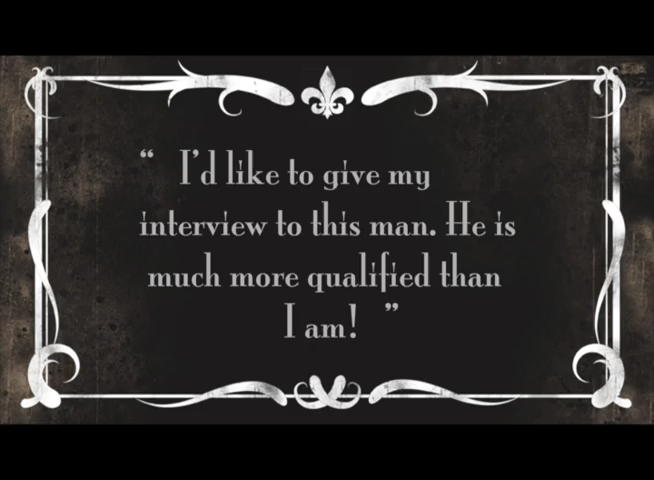 “ I’d like to give my
interview to this man. He is
much more qualified than
I am! ”